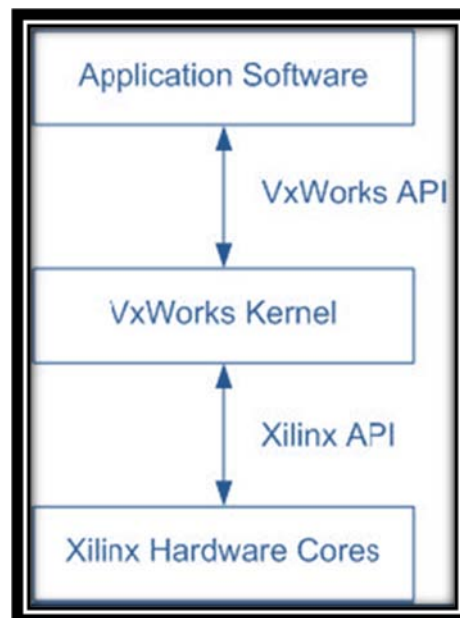 Application Software
VxWorks API
VxWorks Kernel
Xilinx API
Xilinx Hardware Cores